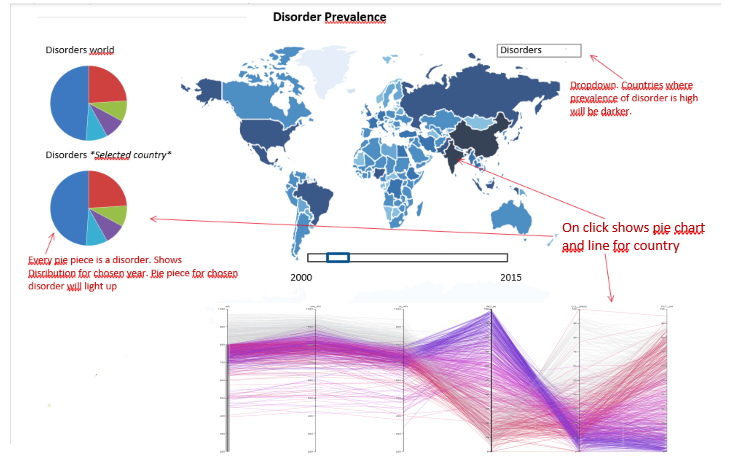 Disorder Prevalence
Disorders world
Disorders
Dropdown. Countries where
prevalence of disorder is high
will be darker.
Disorders *Selected country*
On click shows pie chart
and line for country
Every pie piece is a disorder. Shows
Disribution for chosen year. Pie piece for chosen
disorder will light up
2000
2015